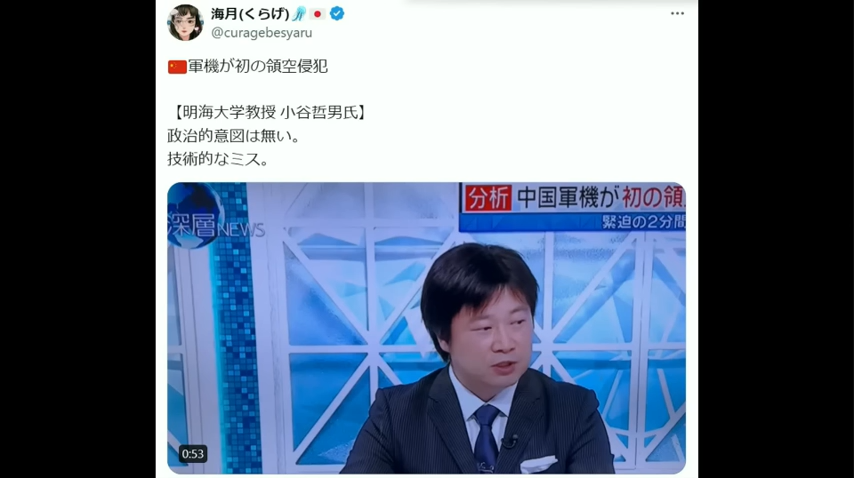 海月(くらげ)
@curagebesyaru
軍機が初の領空侵犯
【明海大学教授 小谷哲男氏】
政治的意図は無い。
技術的なミス。
深層NEWS
分析 中国軍機が初の領
緊迫の2分間
0:53